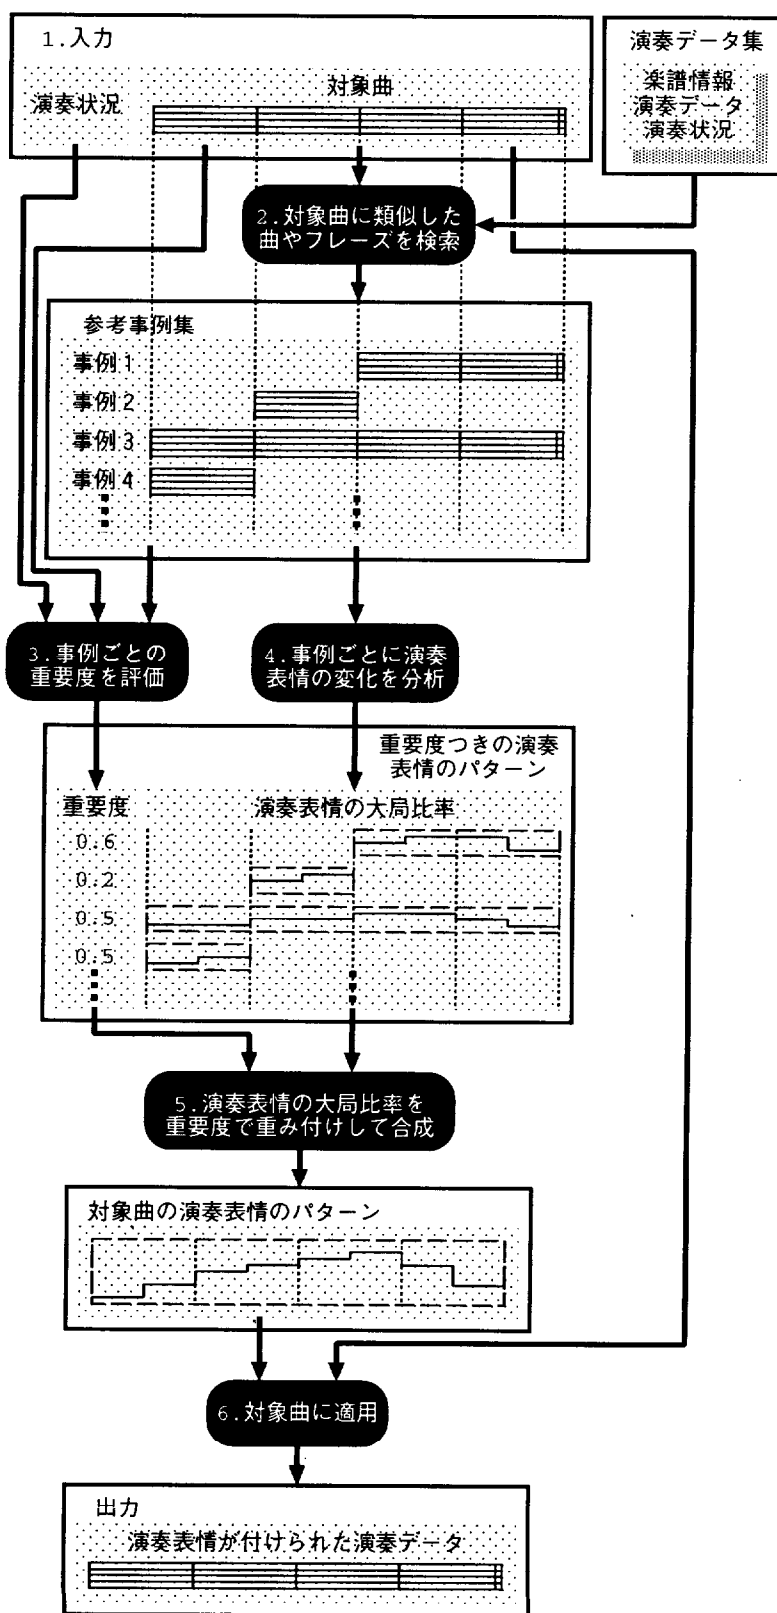 1.入力
演奏状況
対象曲
演奏データ集
楽譜情報
演奏データ
演奏状況
2.対象曲に類似した
曲やフレーズを検索
参考事例集
事例1
事例2
事例3
事例4
3.事例ごとの
重要度を評価
4.事例ごとに演奏
表情の変化を分析
重要度つきの演奏
表情のパターン
重要度
演奏表情の大局比率
0.6
0.2
0.5
0.5
5.演奏表情の大局比率を
重要度で重み付けして合成
対象曲の演奏表情のパターン
6.対象曲に適用
出力
演奏表情が付けられた演奏データ